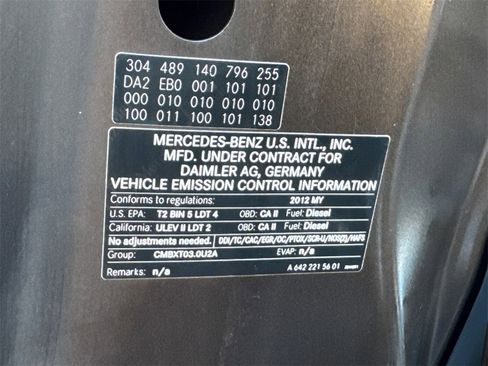 304 489 140 796 255
DA2 EB0 001 101 101
000 010 010 010 010
100 011 100 101 138
MERCEDES-BENZ U.S. INTL., INC.
MFD. UNDER CONTRACT FOR
DAIMLER AG, GERMANY
VEHICLE EMISSION CONTROL INFORMATION
Conforms to regulations: 2012 MY
U.S. EPA: T2 BIN 5 LDT 4 OBD: CA II Fuel: Diesel
California: ULEV II LDT 2 OBD: CA II Fuel: Diesel
No adjustments needed. DDI/TC/CAC/EGR/OC/PTOX/SCR-U/NOS(2)/HAFS
Group: CMBXT03.0U2A EVAP: n/a
Remarks: n/a A 642 221 56 01